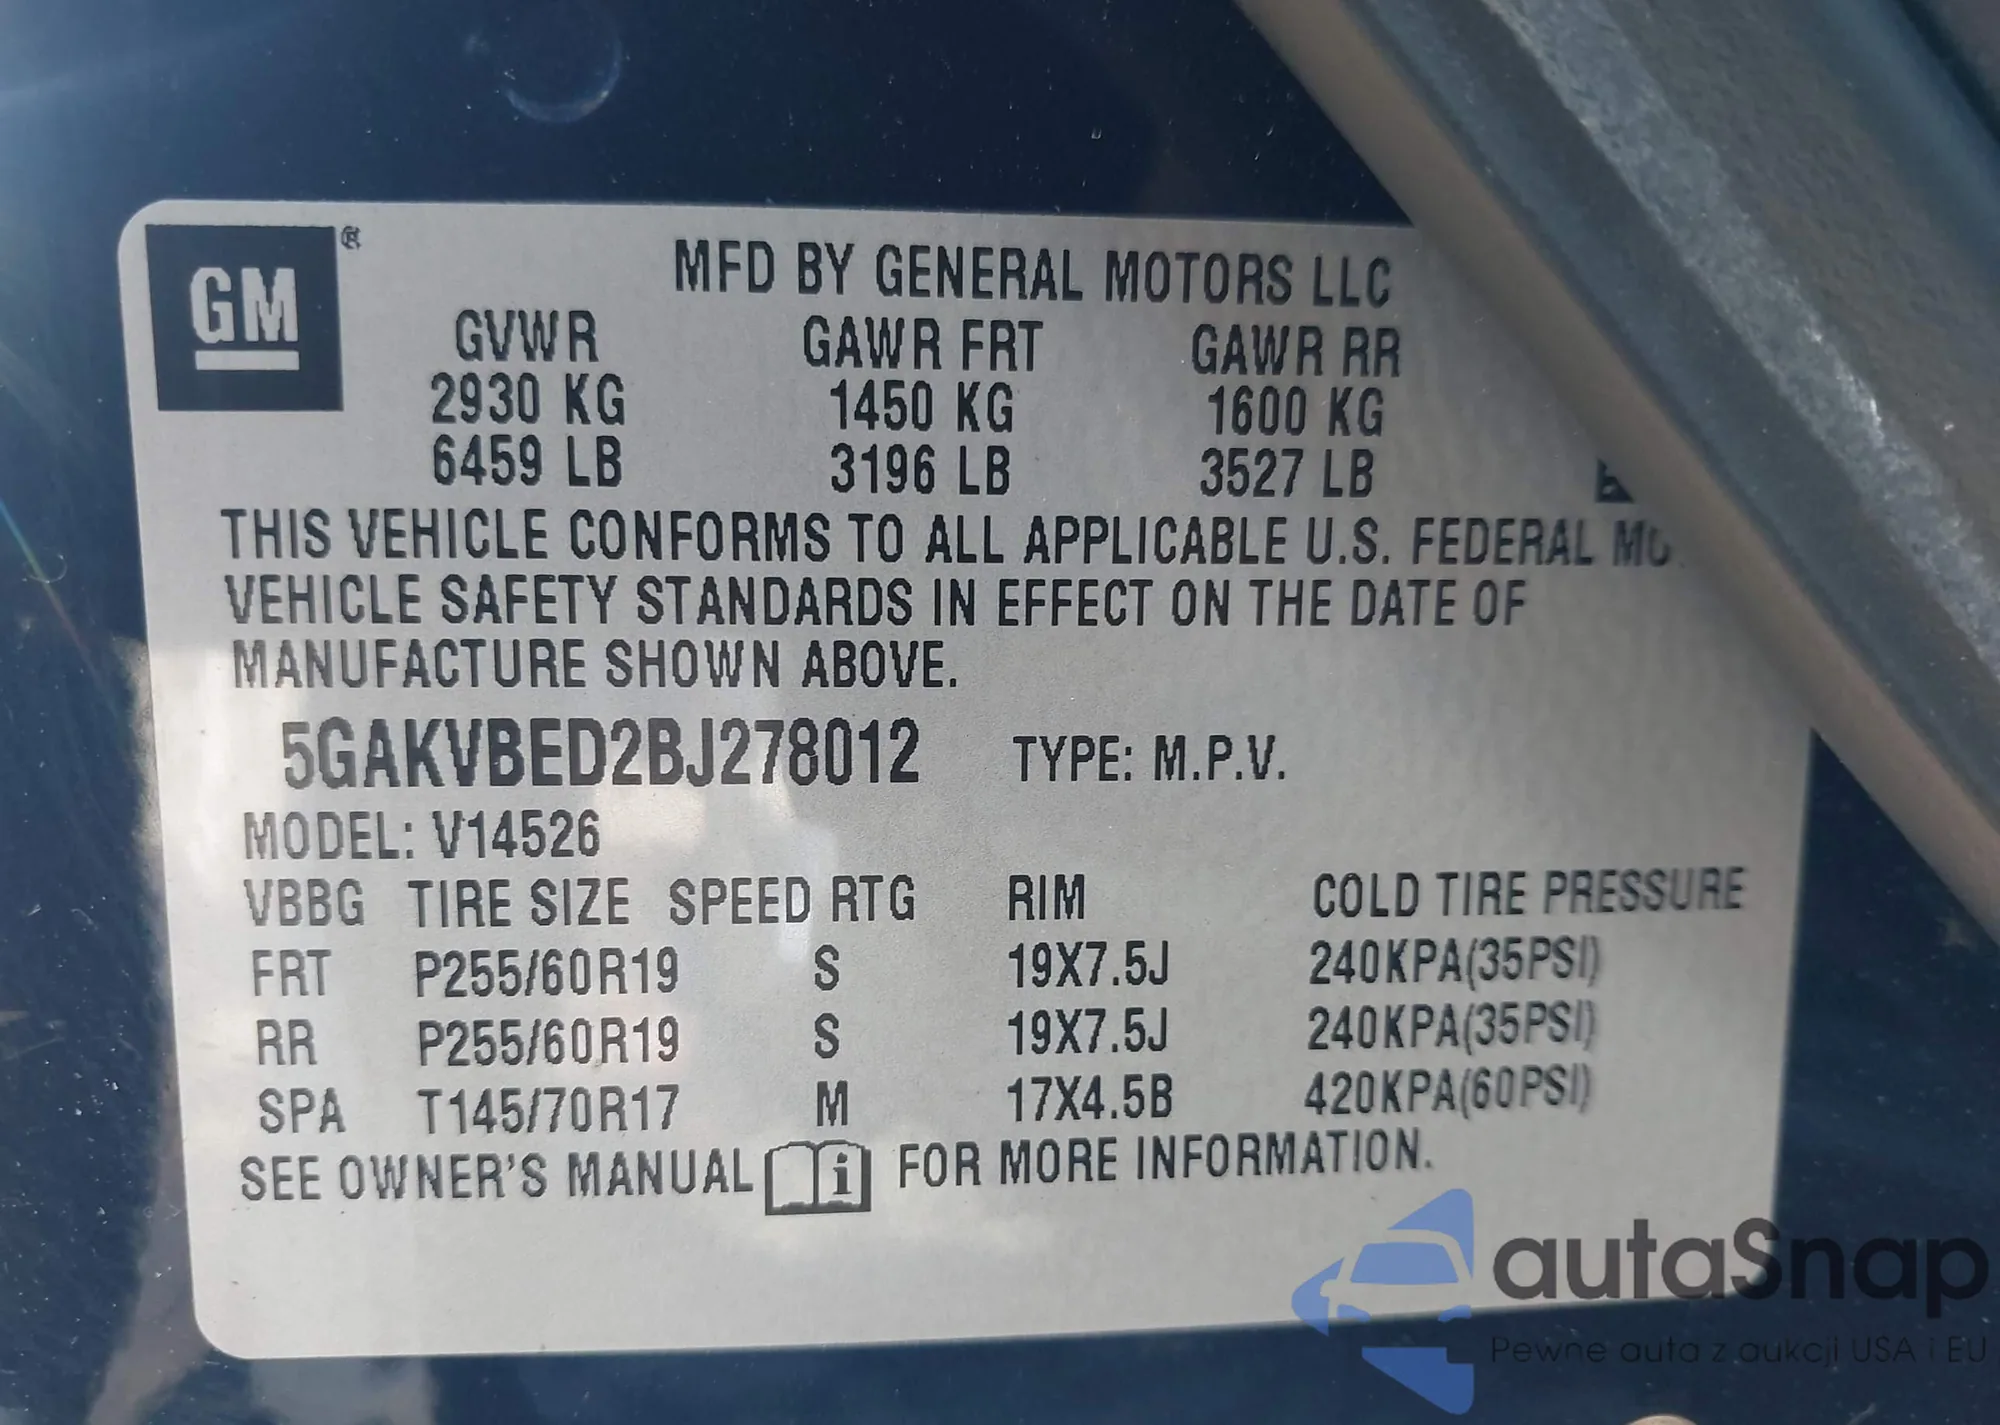 GM ®
MFD BY GENERAL MOTORS LLC
GVWR GAWR FRT GAWR RR
2930 KG 1450 KG 1600 KG
6459 LB 3196 LB 3527 LB
THIS VEHICLE CONFORMS TO ALL APPLICABLE U.S. FEDERAL
VEHICLE SAFETY STANDARDS IN EFFECT ON THE DATE OF
MANUFACTURE SHOWN ABOVE.
5GAKVBED2BJ278012 TYPE: M.P.V.
MODEL: V14526
VBBG TIRE SIZE SPEED RTG RIM COLD TIRE PRESSURE
FRT P255/60R19 S 19X7.5J 240KPA(35PSI)
RR P255/60R19 S 19X7.5J 240KPA(35PSI)
SPA T145/70R17 M 17X4.5B 420KPA(60PSI)
SEE OWNER'S MANUAL i FOR MORE INFORMATION.
autaSnap
Pewne auta z aukcji USA i EU